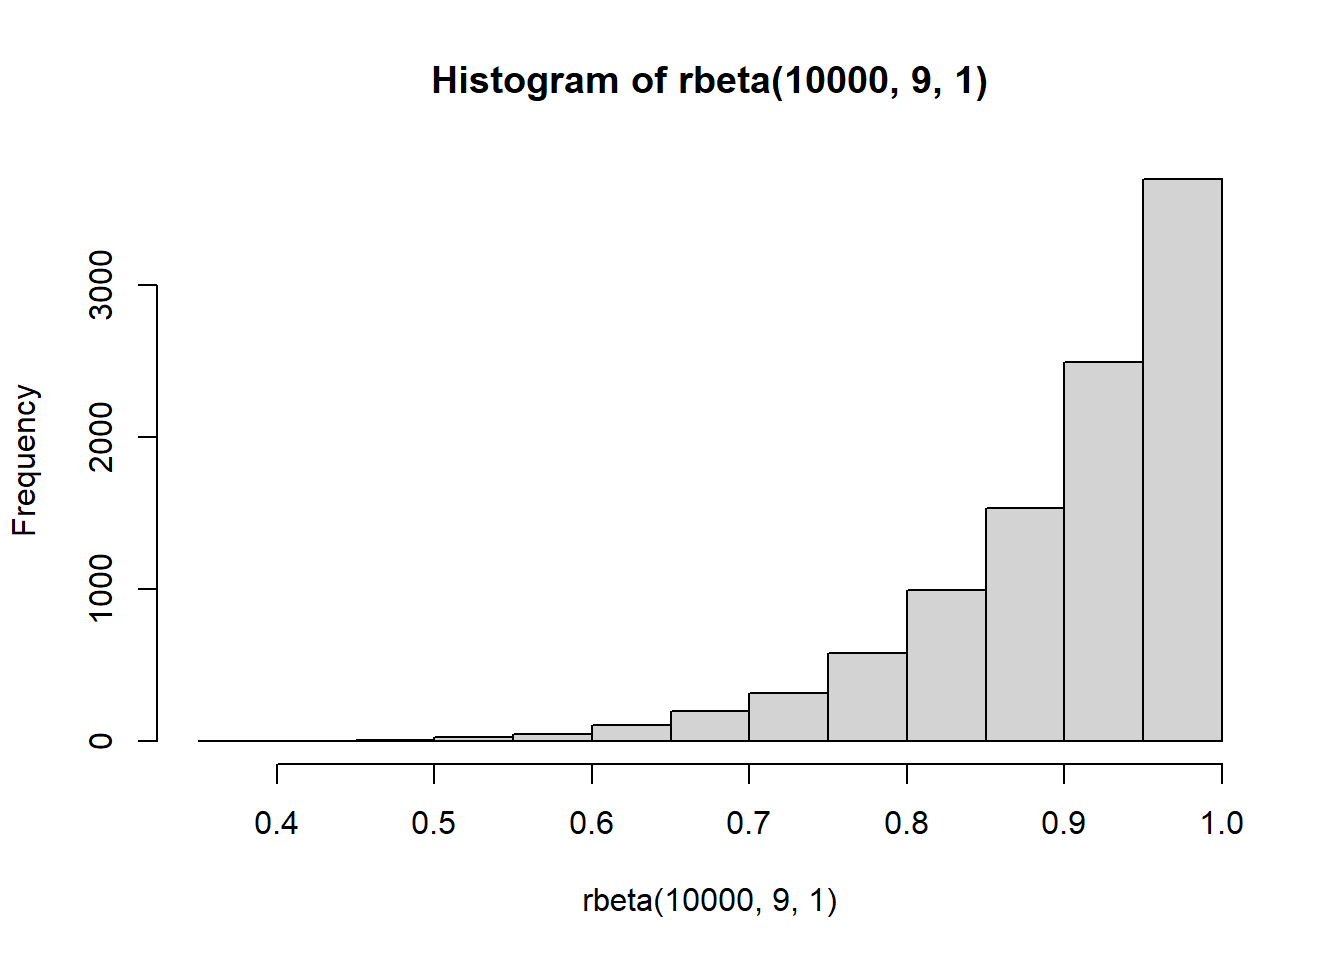 Histogram of rbeta(10000, 9, 1)
Frequency
3000
2000
1000
0
0.4 0.5 0.6 0.7 0.8 0.9 1.0
rbeta(10000, 9, 1)